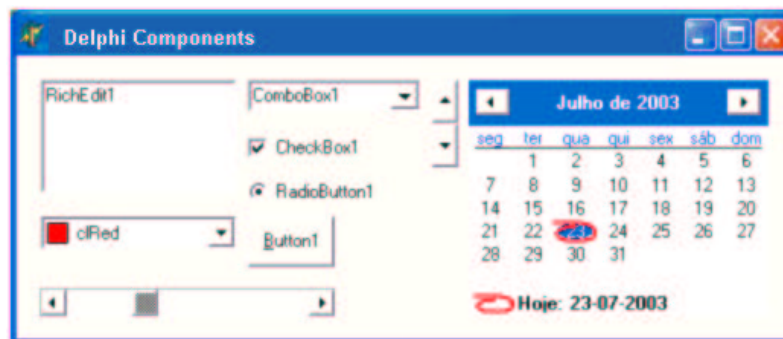 Delphi Components
RichEdit1
ComboBox1
CheckBox1
RadioButton1
clRed
Button1
Julho de 2003
seg ter qua qui sex sáb dom
1 2 3 4 5 6
7 8 9 10 11 12 13
14 15 16 17 18 19 20
21 22 23 24 25 26 27
28 29 30 31
Hoje: 23-07-2003